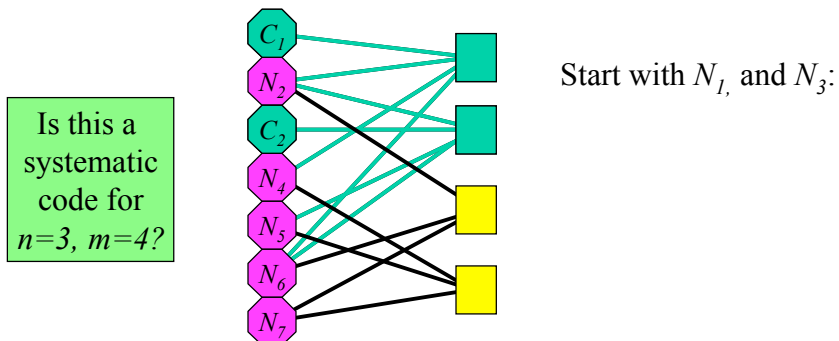 C1
N2
C2
N4
N5
N6
N7
Is this a
systematic
code for
n=3, m=4?
Start with N1, and N3: